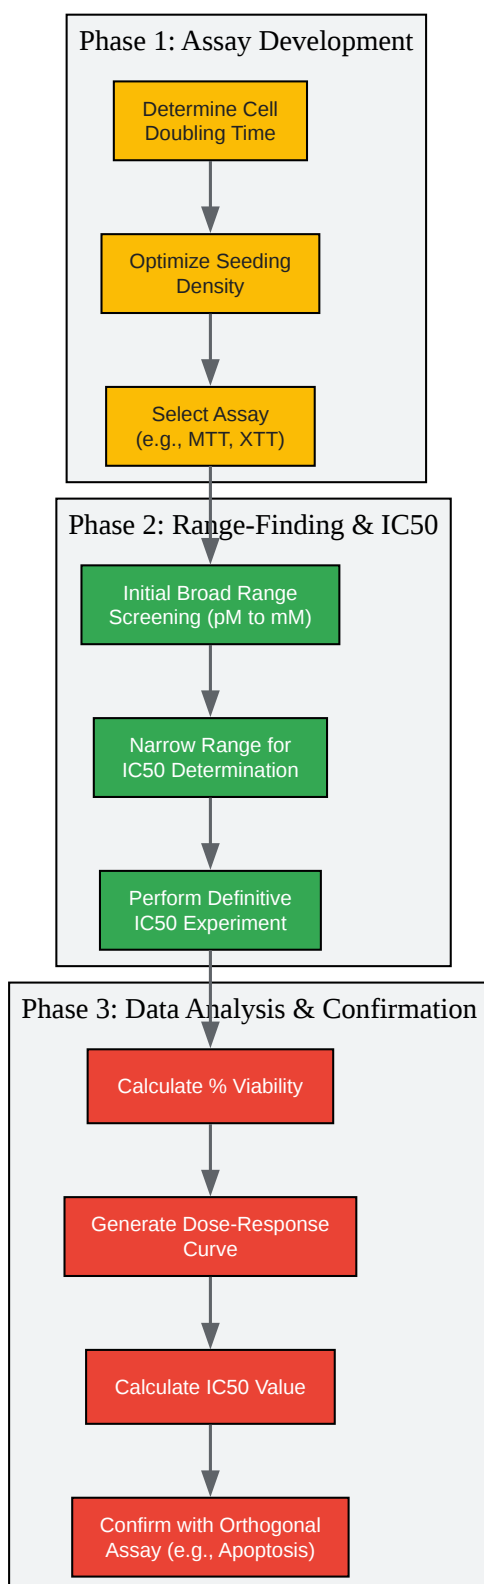 Phase 1: Assay Development
Determine Cell
Doubling Time
Optimize Seeding
Density
Select Assay
(e.g., MTT, XTT)
Phase 2: Range-Finding & IC50
Initial Broad Range
Screening (pM to mM)
Narrow Range for
IC50 Determination
Perform Definitive
IC50 Experiment
Phase 3: Data Analysis & Confirmation
Calculate % Viability
Generate Dose-Response
Curve
Calculate IC50 Value
Confirm with Orthogonal
Assay (e.g., Apoptosis)